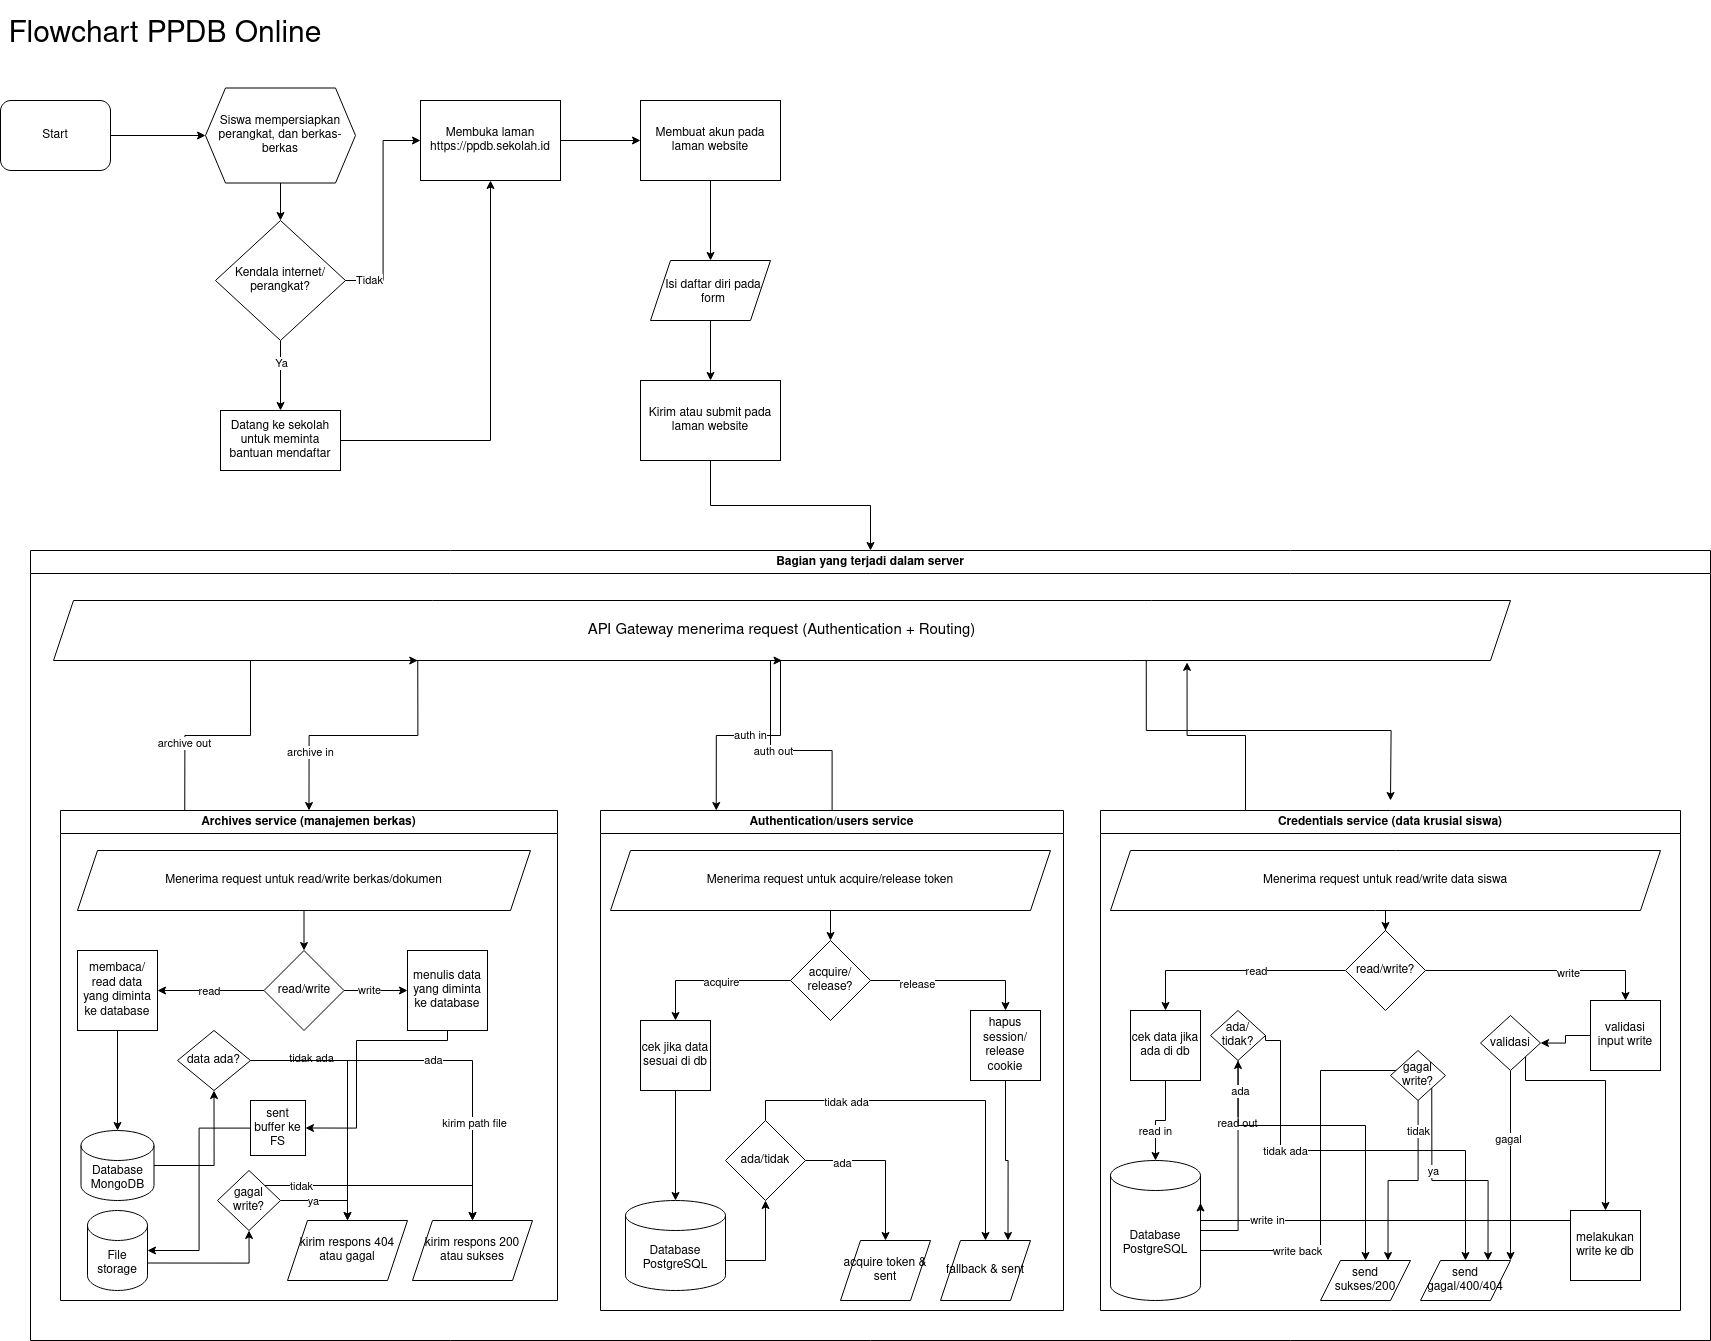 Flowchart PPDB Online
Start
Siswa mempersiapkan
perangkat, dan berkas-
berkas
Membuka laman
https://ppdb.sekolah.id
Membuat akun pada
laman website
Kendala internet/
perangkat?
Tidak
Ya
Datang ke sekolah
untuk meminta
bantuan mendaftar
Isi daftar diri pada
form
Kirim atau submit pada
laman website
Bagian yang terjadi dalam server
API Gateway menerima request (Authentication + Routing)
archive out
archive in
auth in
auth out
Archives service (manajemen berkas)
Menerima request untuk read/write berkas/dokumen
membaca/
read data
yang diminta
ke database
read
read/write
write
menulis data
yang diminta
ke database
data ada?
tidak ada
ada
sent
buffer ke
FS
kirim path file
Database
MongoDB
gagal
write?
tidak
ya
File
storage
kirim respons 404
atau gagal
kirim respons 200
atau sukses
Authentication/users service
Menerima request untuk acquire/release token
acquire/
release?
acquire
release
cek jika data
sesuai di db
hapus
session/
release
cookie
tidak ada
ada/tidak
ada
Database
PostgreSQL
acquire token &
sent
fallback & sent
Credentials service (data krusial siswa)
Menerima request untuk read/write data siswa
read/write?
read
write
cek data jika
ada di db
ada/
tidak?
validasi
validasi
input write
gagal
write?
ada
read out
read in
tidak
tidak ada
gagal
ya
Database
PostgreSQL
write in
write back
melakukan
write ke db
send
sukses/200
send
gagal/400/404